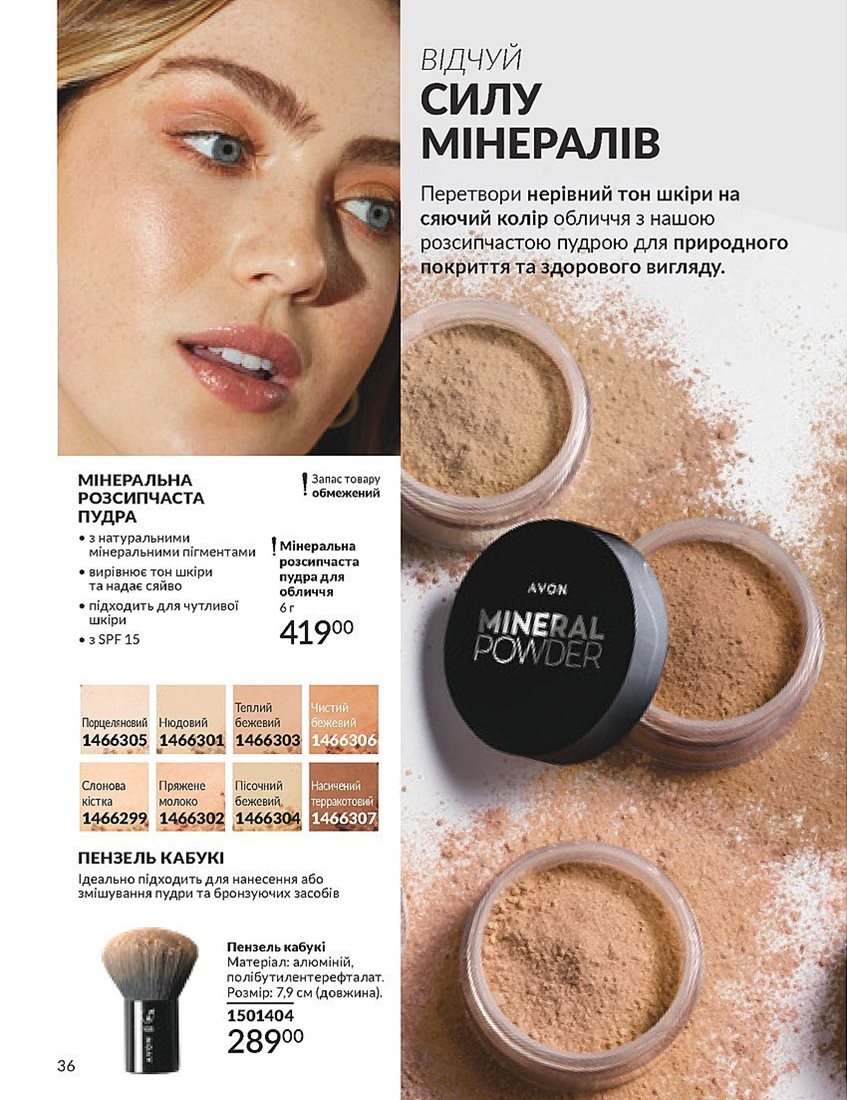 ВІДЧУЙ
СИЛУ
МІНЕРАЛІВ
Перетвори нерівний тон шкіри на
сяючий колір обличчя з нашою
розсипчастою пудрою для природного
покриття та здорового вигляду.
МІНЕРАЛЬНА
РОЗСИПЧАСТА
ПУДРА
• з натуральними
мінеральними пігментами
• вирівнює тон шкіри
та надає сяйво
• підходить для чутливої
шкіри
• з SPF 15
! Запас товару
обмежений
! Мінеральна
розсипчаста
пудра для
обличчя
6 г
419⁰⁰
AVON
MINERAL
POWDER
Порцеляновий
1466305
Нюдовий
1466301
Теплий
бежевий
1466303
Чистий
бежевий
1466306
Слонова
кістка
1466299
Пряжене
молоко
1466302
Пісочний
бежевий
1466304
Насичений
терракотовий
1466307
ПЕНЗЕЛЬ КАБУКІ
Ідеально підходить для нанесення або
змішування пудри та бронзуючих засобів
Пензель кабукі
Матеріал: алюміній,
полібутилентерефталат.
Розмір: 7,9 см (довжина).
1501404
289⁰⁰
AVON
36